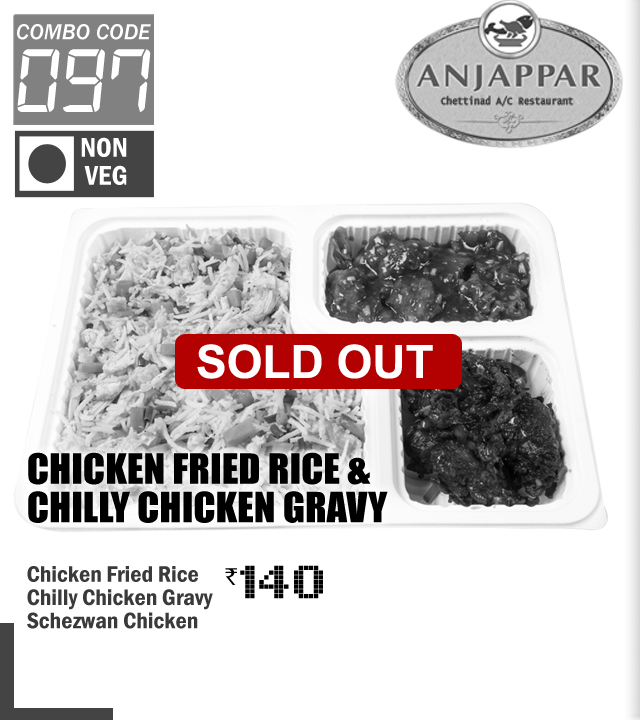 COMBO CODE
097
NON
VEG
ANJAPPAR
Chettinad A/C Restaurant
SOLD OUT
CHICKEN FRIED RICE &
CHILLY CHICKEN GRAVY
Chicken Fried Rice
Chilly Chicken Gravy
Schezwan Chicken
₹140